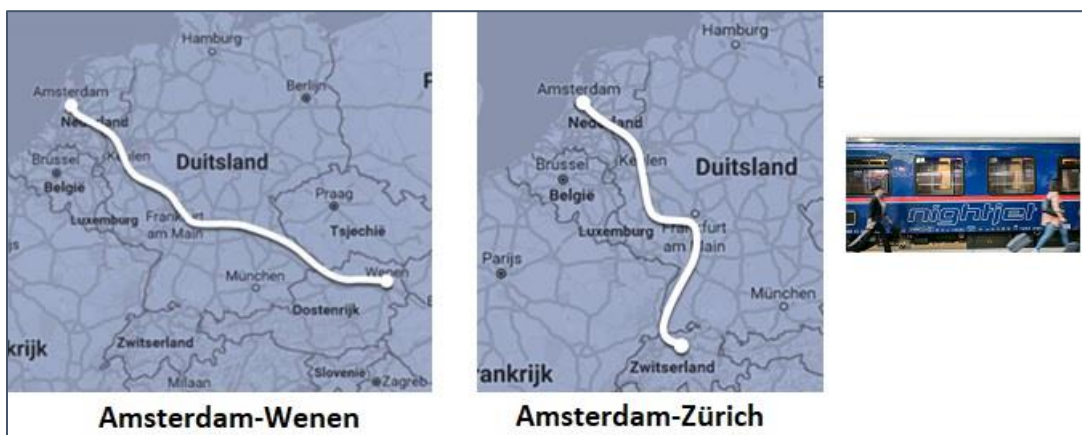 Hamburg
Amsterdam
Berlijn
Nederland
Keulen
Brussel
België
Duitsland
Luxemburg
Frankfurt
am Main
Praag
Tsjechië
München
Wenen
Oostenrijk
Zwitserland
krijk
Milaan
Slovenië
Zagreb
Amsterdam-Wenen
Hamburg
Amsterdam
Nederland
Keulen
Brussel
België
Duitsland
Luxemburg
Frankfurt
am Main
Parijs
München
Zwitserland
rankrijk
Amsterdam-Zürich
nightjet